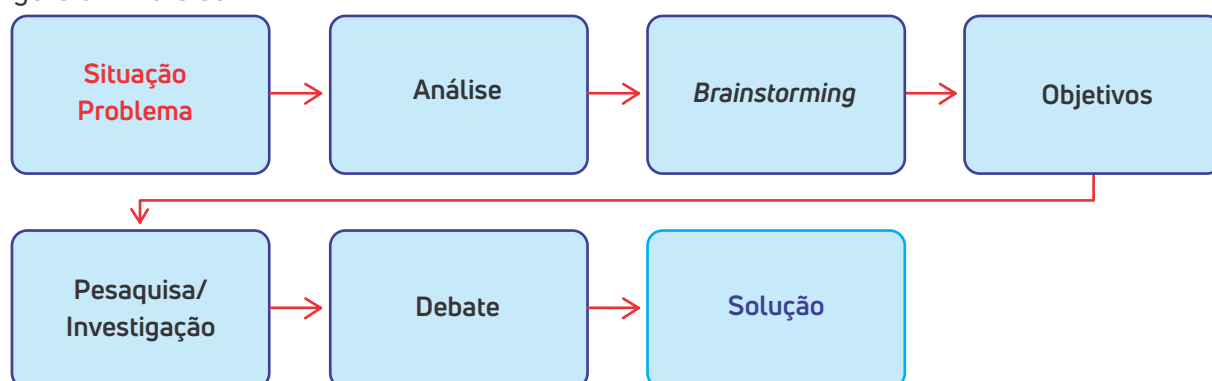 Situação
Problema
Análise
Brainstorming
Objetivos
Pesaquisa/
Investigação
Debate
Solução